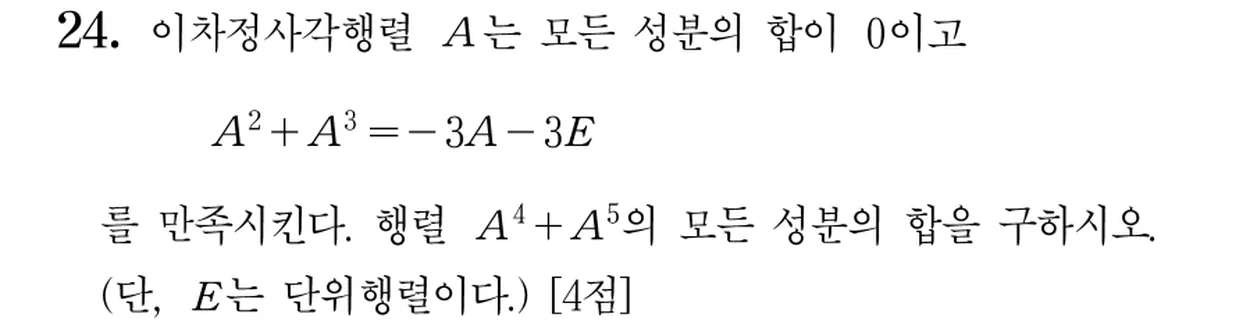 24. 이차정사각행렬 A는 모든 성분의 합이 0이고
A²+A³=-3A-3E
를 만족시킨다. 행렬 A⁴+A⁵의 모든 성분의 합을 구하시오.
(단, E는 단위행렬이다.) [4점]